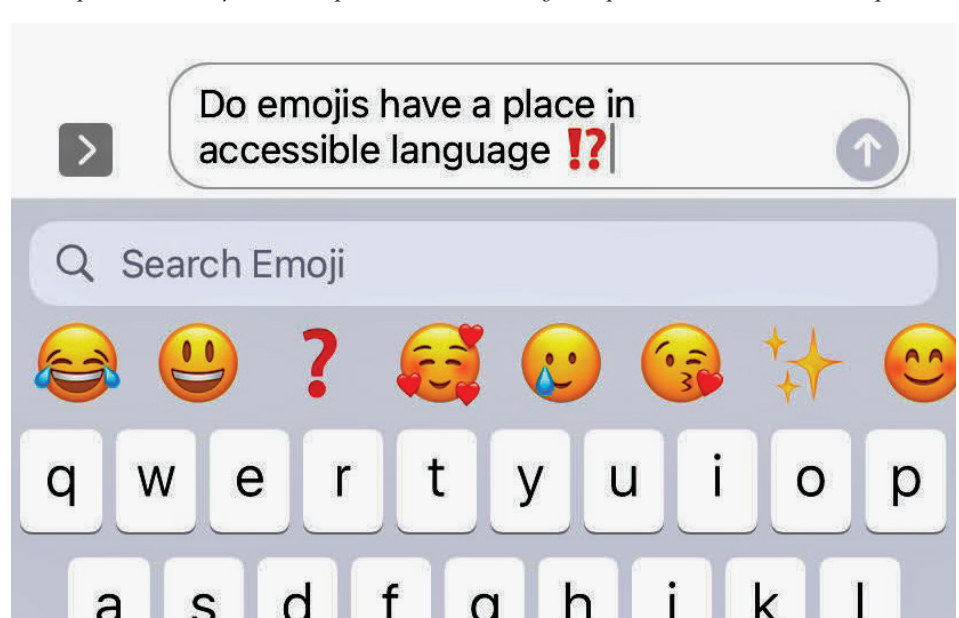 Do emojis have a place in
accessible language ⁉️
Search Emoji
q w e r t y u i o p
a s d f g h j k l